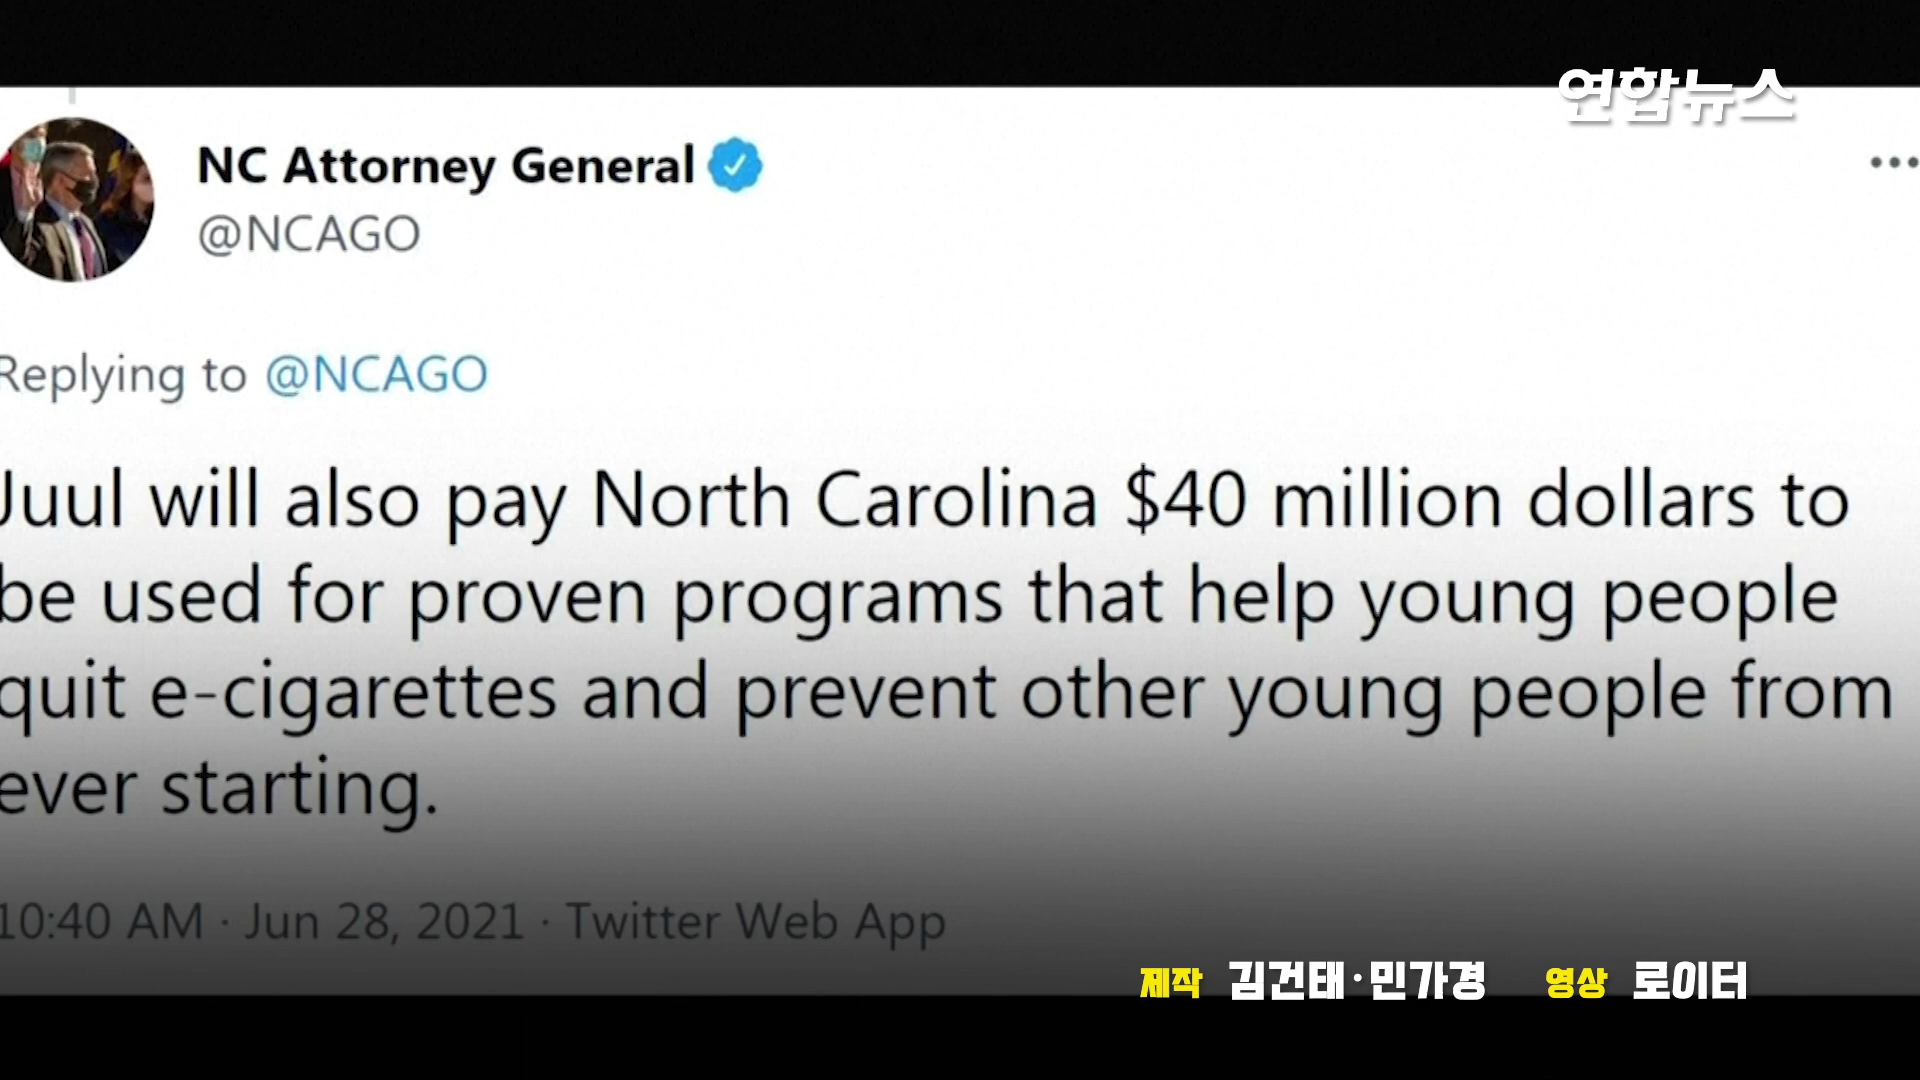 연합뉴스
NC Attorney General
@NCAGO
Replying to @NCAGO
Juul will also pay North Carolina $40 million dollars to
be used for proven programs that help young people
quit e-cigarettes and prevent other young people from
ever starting.
10:40 AM · Jun 28, 2021 · Twitter Web App
제작 김건태·민가경 영상 로이터